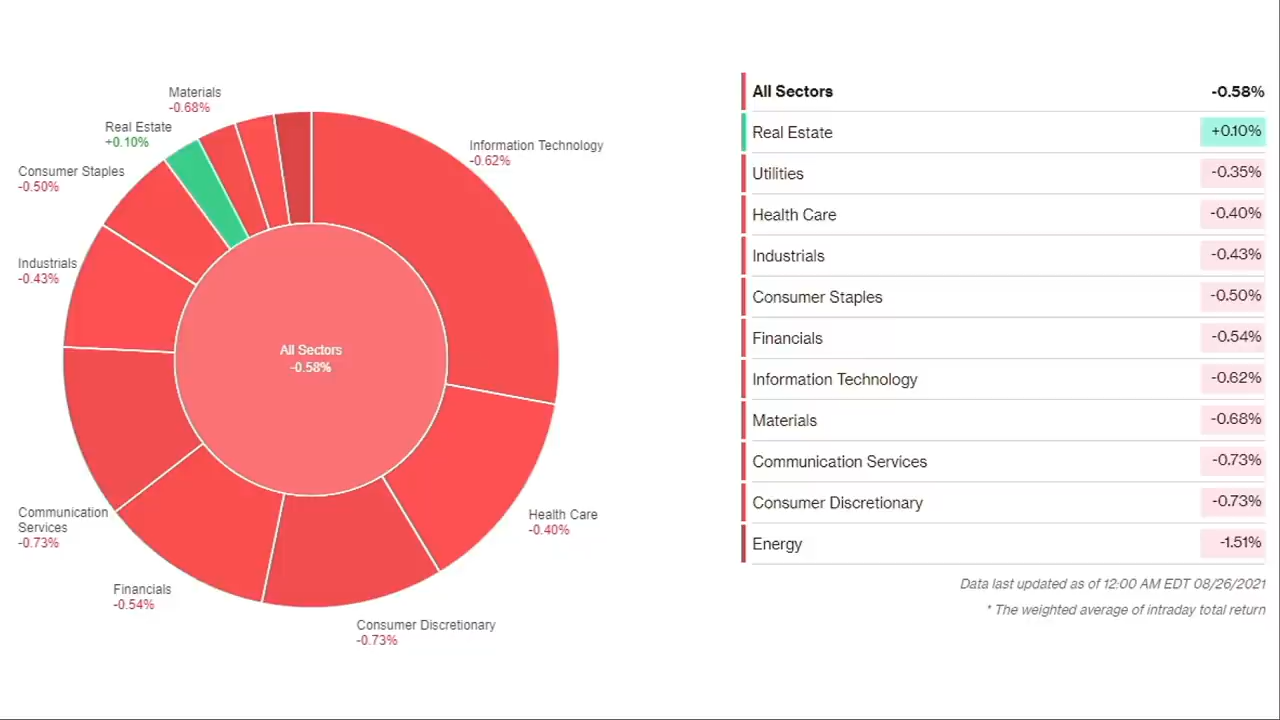 Materials
-0.68%
Real Estate
+0.10%
Consumer Staples
-0.50%
Industrials
-0.43%
Communication
Services
-0.73%
Financials
-0.54%
Consumer Discretionary
-0.73%
Health Care
-0.40%
Information Technology
-0.62%
All Sectors
-0.58%
All Sectors -0.58%
Real Estate +0.10%
Utilities -0.35%
Health Care -0.40%
Industrials -0.43%
Consumer Staples -0.50%
Financials -0.54%
Information Technology -0.62%
Materials -0.68%
Communication Services -0.73%
Consumer Discretionary -0.73%
Energy -1.51%
Data last updated as of 12:00 AM EDT 08/26/2021
* The weighted average of intraday total return